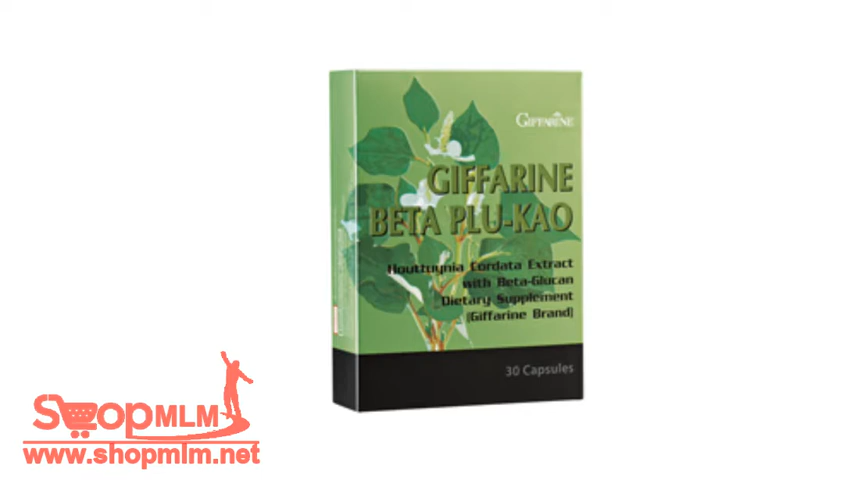 GIFFARINE
GIFFARINE
BETA PLU-KAO
Houttuynia Cordata Extract
with Beta-Glucan
Dietary Supplement
(Giffarine Brand)
30 Capsules
ShopMLM
www.shopmlm.net